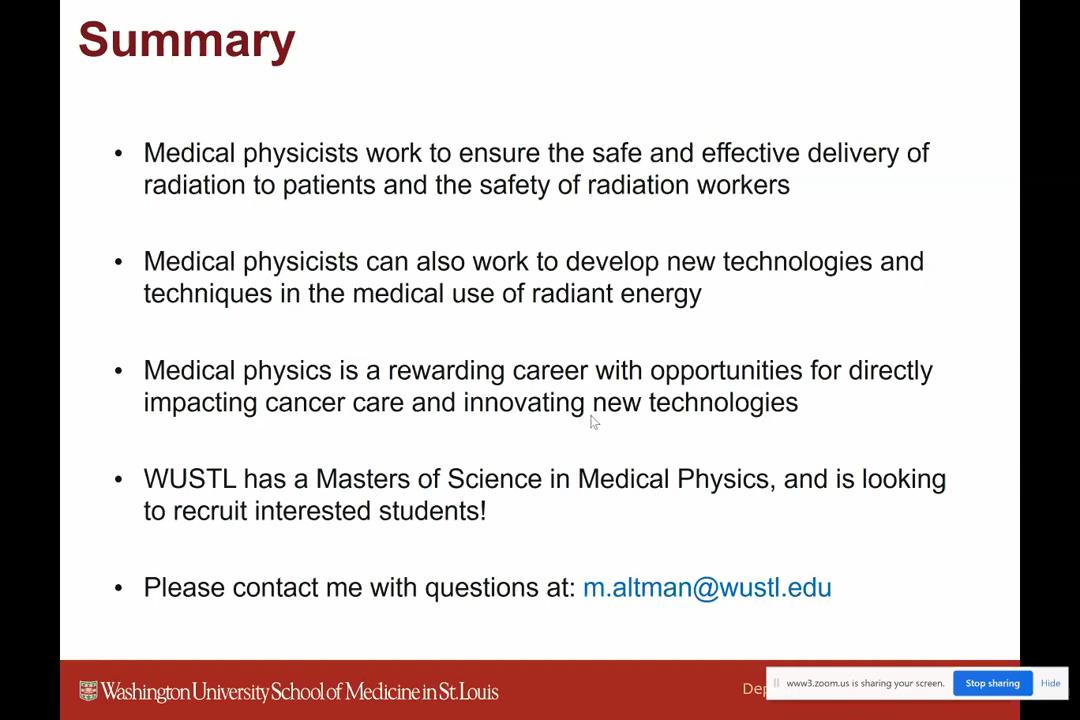 Summary
• Medical physicists work to ensure the safe and effective delivery of
radiation to patients and the safety of radiation workers
• Medical physicists can also work to develop new technologies and
techniques in the medical use of radiant energy
• Medical physics is a rewarding career with opportunities for directly
impacting cancer care and innovating new technologies
• WUSTL has a Masters of Science in Medical Physics, and is looking
to recruit interested students!
• Please contact me with questions at: m.altman@wustl.edu
Washington University School of Medicine in St. Louis
www3.zoom.us is sharing your screen. Stop sharing Hide